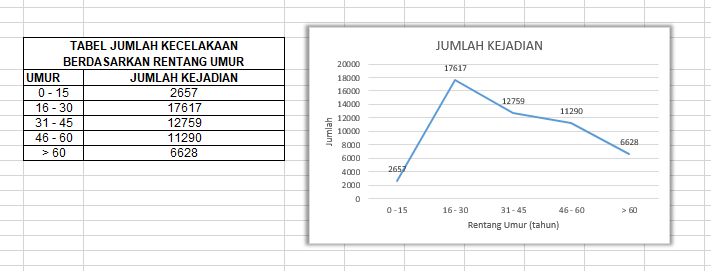 TABEL JUMLAH KECELAKAAN
BERDASARKAN RENTANG UMUR
UMUR JUMLAH KEJADIAN
0 - 15 2657
16 - 30 17617
31 - 45 12759
46 - 60 11290
> 60 6628
JUMLAH KEJADIAN
20000
18000
16000
14000
12000
10000
8000
6000
4000
2000
0
Jumlah
2657
17617
12759
11290
6628
0 - 15 16 - 30 31 - 45 46 - 60 > 60
Rentang Umur (tahun)